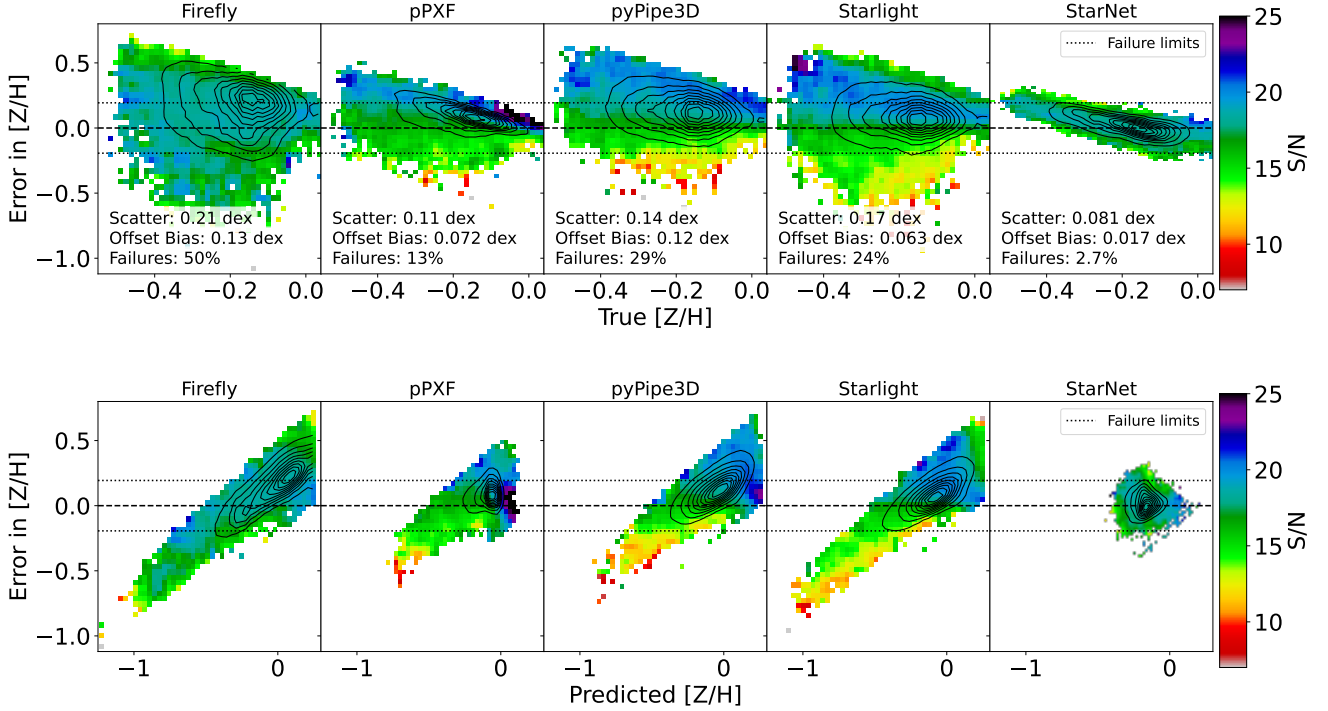 Firefly pPXF pyPipe3D Starlight StarNet
Error in [Z/H]
0.5
0.0
−0.5
−1.0
Scatter: 0.21 dex
Offset Bias: 0.13 dex
Failures: 50%
Scatter: 0.11 dex
Offset Bias: 0.072 dex
Failures: 13%
Scatter: 0.14 dex
Offset Bias: 0.12 dex
Failures: 29%
Scatter: 0.17 dex
Offset Bias: 0.063 dex
Failures: 24%
Failure limits
Scatter: 0.081 dex
Offset Bias: 0.017 dex
Failures: 2.7%
−0.4 −0.2 0.0 −0.4 −0.2 0.0 −0.4 −0.2 0.0 −0.4 −0.2 0.0 −0.4 −0.2 0.0
True [Z/H]
25
20
15
10
S/N
Firefly pPXF pyPipe3D Starlight StarNet
Error in [Z/H]
0.5
0.0
−0.5
−1.0
Failure limits
−1 0 −1 0 −1 0 −1 0 −1 0
Predicted [Z/H]
25
20
15
10
S/N